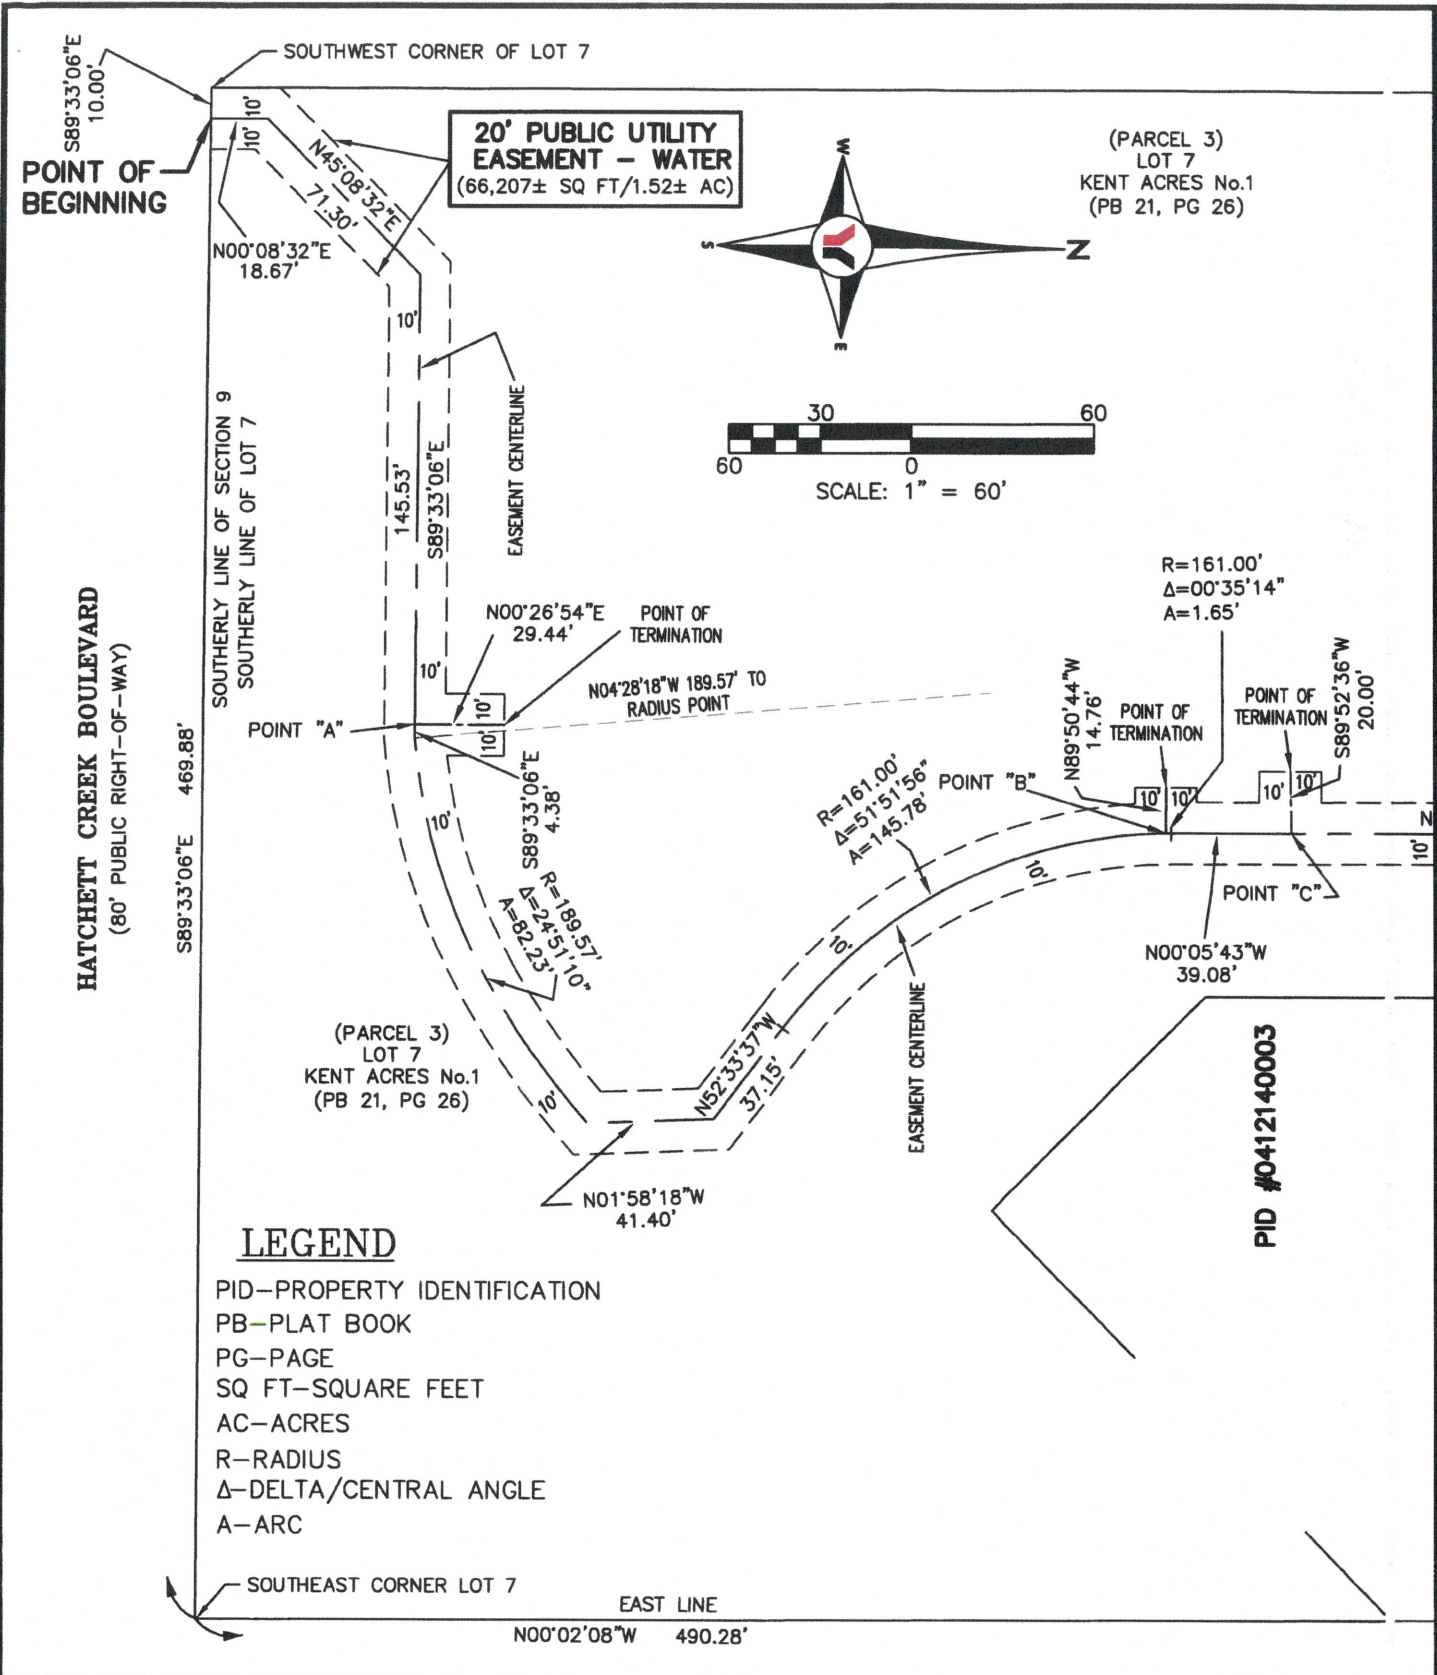 SOUTHWEST CORNER OF LOT 7
S89°33'06"E
10.00'
POINT OF
BEGINNING
10'
10'
N45°08'32"E
71.30'
N00°08'32"E
18.67'
20' PUBLIC UTILITY
EASEMENT - WATER
(66,207± SQ FT/1.52± AC)
W
S
N
E
(PARCEL 3)
LOT 7
KENT ACRES No.1
(PB 21, PG 26)
10'
EASEMENT CENTERLINE
145.53'
S89°33'06"E
30
60
60
0
SCALE: 1" = 60'
SOUTHERLY LINE OF SECTION 9
SOUTHERLY LINE OF LOT 7
HATCHETT CREEK BOULEVARD
(80' PUBLIC RIGHT-OF-WAY)
S89°33'06"E 469.88'
N00°26'54"E
29.44'
POINT OF
TERMINATION
10'
10'
10'
N04°28'18"W 189.57' TO
RADIUS POINT
POINT "A"
S89°33'06"E
4.38'
10'
R=189.57'
Δ=24°51'10"
A=82.23'
R=161.00'
Δ=00°35'14"
A=1.65'
N89°50'44"W
14.76'
POINT OF
TERMINATION
POINT OF
TERMINATION
S89°52'36"W
20.00'
10'
10'
10'
10'
POINT "B"
R=161.00'
Δ=51°51'56"
A=145.78'
10'
10'
N
10'
POINT "C"
N00°05'43"W
39.08'
EASEMENT CENTERLINE
(PARCEL 3)
LOT 7
KENT ACRES No.1
(PB 21, PG 26)
10'
N52°33'37"W
37.15'
N01°58'18"W
41.40'
PID #0412140003
LEGEND
PID-PROPERTY IDENTIFICATION
PB-PLAT BOOK
PG-PAGE
SQ FT-SQUARE FEET
AC-ACRES
R-RADIUS
Δ-DELTA/CENTRAL ANGLE
A-ARC
SOUTHEAST CORNER LOT 7
EAST LINE
N00°02'08"W 490.28'